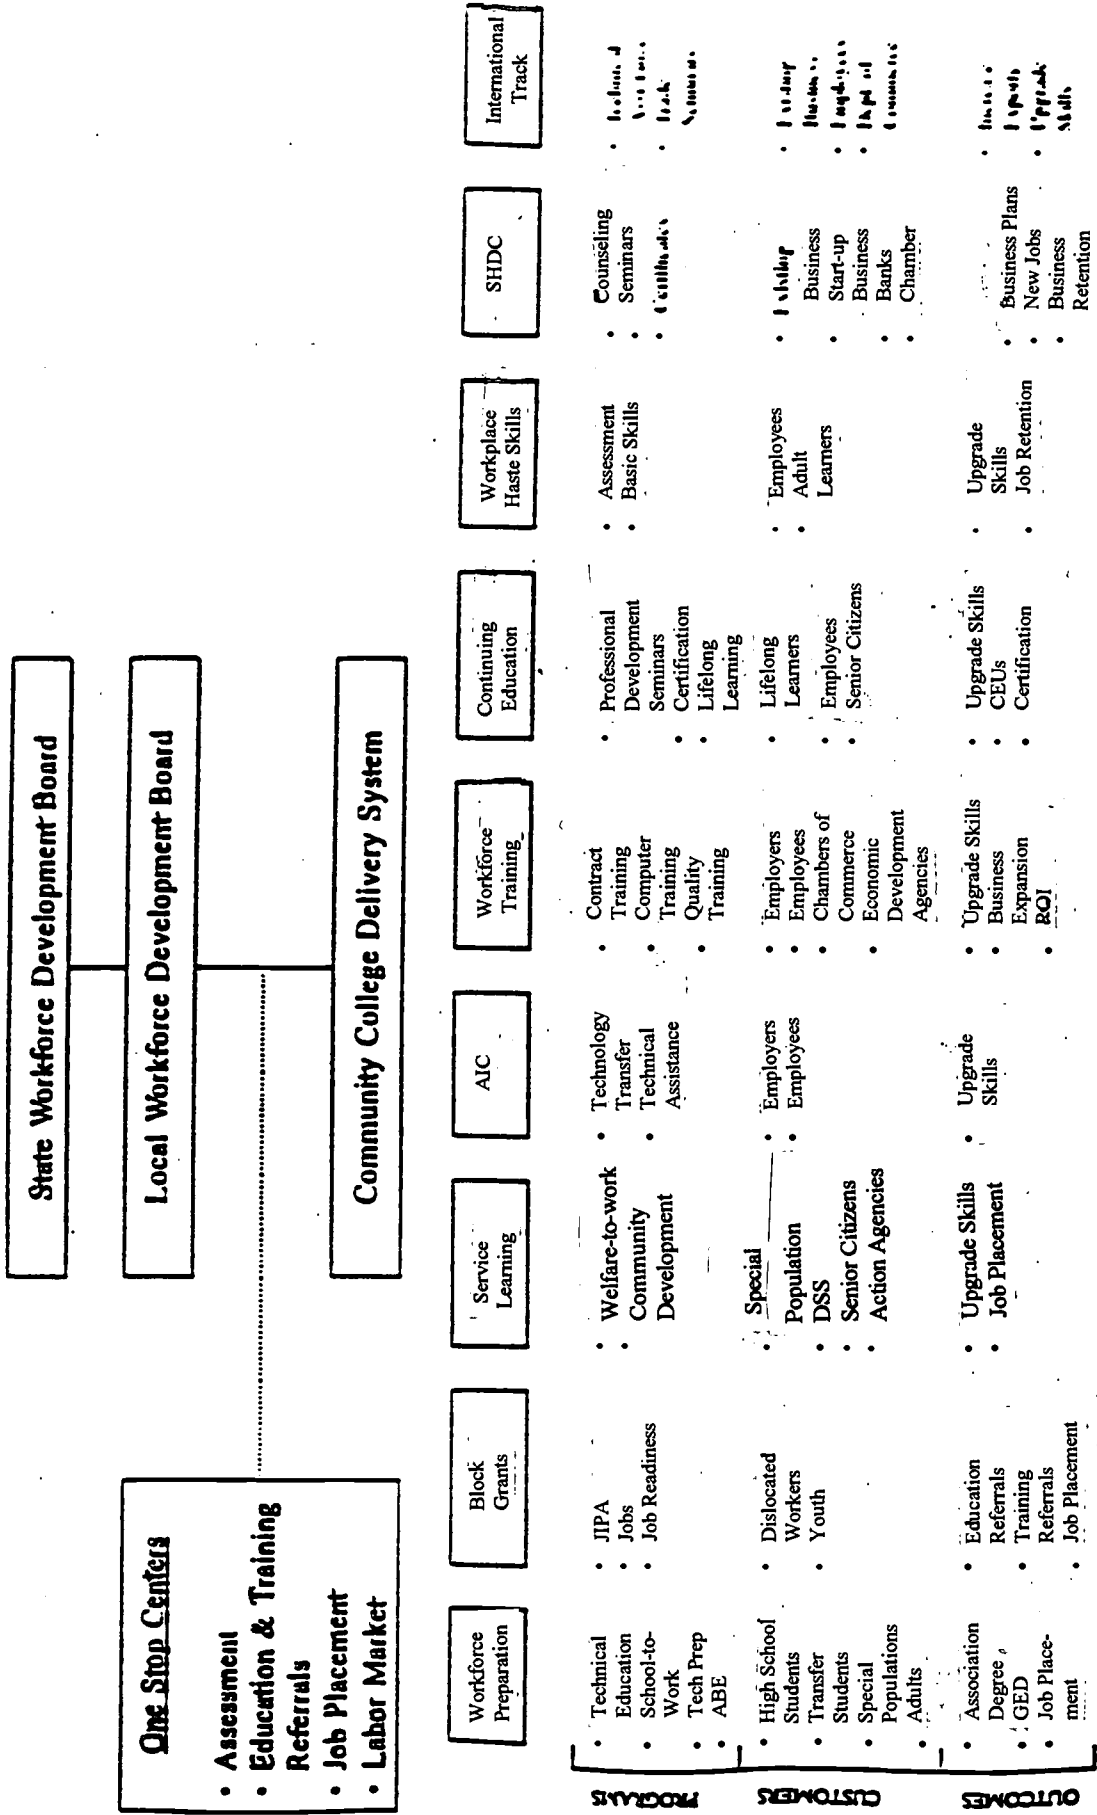 State Workforce Development Board
Local Workforce Development Board
One Stop Centers
• Assessment
• Education & Training
Referrals
• Job Placement
• Labor Market
Community College Delivery System
Workforce
Preparation
Block
Grants
Service
Learning
AIC
Workforce
Training
Continuing
Education
Workplace
Haste Skills
SHDC
International
Track
PROGRAMS
• Technical
Education
• School-to-
Work
• Tech Prep
• ABE
• JIPA
• Jobs
• Job Readiness
• Welfare-to-work
• Community
Development
• Technology
Transfer
• Technical
Assistance
• Contract
Training
• Computer
Training
• Quality
Training
• Professional
Development
Seminars
• Certification
• Lifelong
Learning
• Assessment
• Basic Skills
• Counseling
• Seminars
• Certificates
CUSTOMERS
• High School
Students
• Transfer
Students
• Special
Populations
• Adults
• Dislocated
Workers
• Youth
• Special
Population
• DSS
• Senior Citizens
• Action Agencies
• Employers
• Employees
• Employers
• Employees
• Chambers of
Commerce
• Economic
Development
Agencies
• Lifelong
Learners
• Employees
• Senior Citizens
• Employees
• Adult
Learners
• Existing
Business
• Start-up
Business
• Banks
• Chamber
OUTCOMES
• Association
Degree
• GED
• Job Place-
ment
• Education
Referrals
• Training
Referrals
• Job Placement
• Upgrade Skills
• Job Placement
• Upgrade
Skills
• Upgrade Skills
• Business
Expansion
• ROI
• Upgrade Skills
• CEUs
• Certification
• Upgrade
Skills
• Job Retention
• Business Plans
• New Jobs
• Business
Retention
• Upgrade
Skills